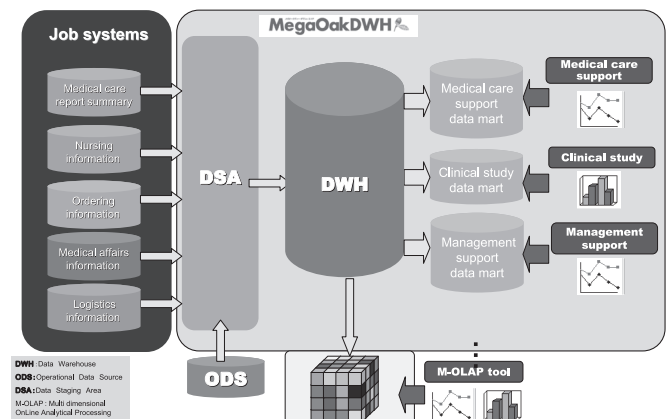 Job systems
Medical care
report summary
Nursing
information
Ordering
information
Medical affairs
information
Logistics
information
MegaOakDWH
DSA
DWH
ODS
Medical care
support
data mart
Clinical study
data mart
Management
support
data mart
Medical care
support
Clinical study
Management
support
M-OLAP tool
DWH:Data Warehouse
ODS:Operational Data Source
DSA:Data Staging Area
M-OLAP : Multi dimensional
OnLine Analytical Processing